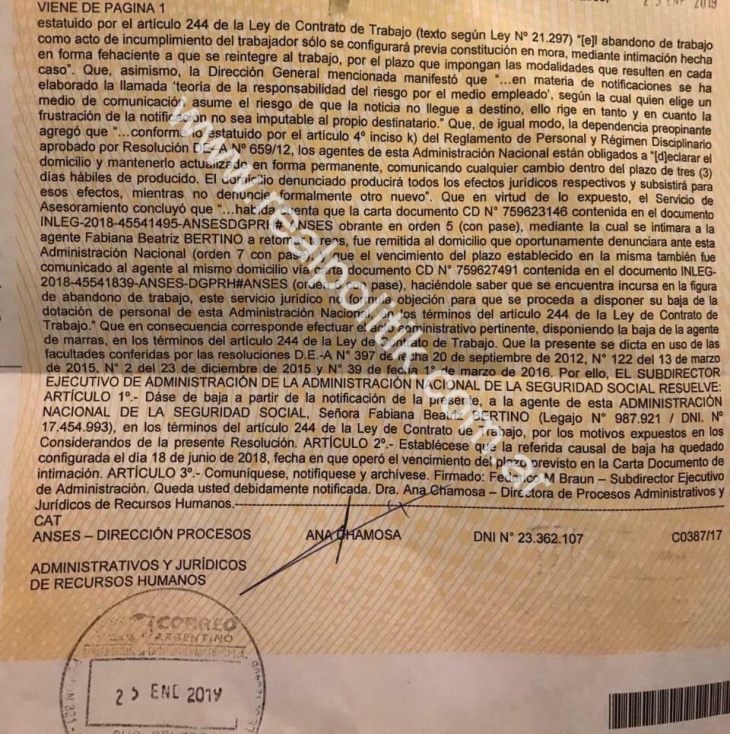 VIENE DE PAGINA 1
estatuido por el artículo 244 de la Ley de Contrato de Trabajo (texto según Ley N° 21.297) "[e]l abandono de trabajo
como acto de incumplimiento del trabajador sólo se configurará previa constitución en mora, mediante intimación hecha
en forma fehaciente a que se reintegre al trabajo, por el plazo que impongan las modalidades que resulten en cada
caso". Que, asimismo, la Dirección General mencionada manifestó que "...en materia de notificaciones se ha
elaborado la llamada 'teoría de la responsabilidad del riesgo por el medio empleado', según la cual quien elige un
medio de comunicación asume el riesgo de que la noticia no llegue a destino, ello rige en tanto y en cuanto la
frustración de la notificación no sea imputable al propio destinatario." Que, de igual modo, la dependencia preopinante
agregó que "...conforme estatuido por el artículo 4° inciso k) del Reglamento de Personal y Régimen Disciplinario
aprobado por Resolución DE-A N° 659/12, los agentes de esta Administración Nacional están obligados a "[d]eclarar el
domicilio y mantenerlo actualizado en forma permanente, comunicando cualquier cambio dentro del plazo de tres (3)
días hábiles de producido. El domicilio denunciado producirá todos los efectos jurídicos respectivos y subsistirá para
esos efectos, mientras no denuncie formalmente otro nuevo". Que en virtud de lo expuesto, el Servicio de
Asesoramiento concluyó que "...habida cuenta que la carta documento CD N° 759623146 contenida en el documento
INLEG-2018-45541495-ANSESDGPRH#ANSES obrante en orden 5 (con pase), mediante la cual se intimara a la
agente Fabiana Beatriz BERTINO a retomar tareas, fue remitida al domicilio que oportunamente denunciara ante esta
Administración Nacional (orden 7 con pase) que el vencimiento del plazo establecido en la misma también fue
comunicado al agente al mismo domicilio vía documento CD N° 759627491 contenida en el documento INLEG-
2018-45541839-ANSES-DGPRH#ANSES (orden pase), haciéndole saber que se encuentra incursa en la figura
de abandono de trabajo, este servicio jurídico no objeción para que se proceda a disponer su baja de la
dotación de personal de esta Administración Nacional los términos del artículo 244 de la Ley de Contrato de
Trabajo." Que en consecuencia corresponde efectuar el administrativo pertinente, disponiendo la baja de la agente
de marras, en los términos del artículo 244 de la Ley de Contrato de Trabajo. Que la presente se dicta en uso de las
facultades conferidas por las resoluciones D.E.-A N° 397 20 de septiembre de 2012, N° 122 del 13 de marzo
de 2015, N° 2 del 23 de diciembre de 2015 y N° 39 de fecha 1° de marzo de 2016. Por ello, EL SUBDIRECTOR
EJECUTIVO DE ADMINISTRACIÓN DE LA ADMINISTRACIÓN NACIONAL DE LA SEGURIDAD SOCIAL RESUELVE:
ARTÍCULO 1°.- Dáse de baja a partir de la notificación de la presente, a la agente de esta ADMINISTRACIÓN
NACIONAL DE LA SEGURIDAD SOCIAL, Señora Fabiana Beatriz BERTINO (Legajo N° 987.921 / DNI. N°
17.454.993), en los términos del artículo 244 de la Ley de Contrato de Trabajo, por los motivos expuestos en los
Considerandos de la presente Resolución. ARTÍCULO 2°.- Establécese que la referida causal de baja ha quedado
configurada el día 18 de junio de 2018, fecha en que operó el vencimiento del plazo previsto en la Carta Documento de
intimación. ARTÍCULO 3°.- Comuníquese, notifíquese y archívese. Firmado: Federico M Braun – Subdirector Ejecutivo
de Administración. Queda usted debidamente notificada. Dra. Ana Chamosa – Directora de Procesos Administrativos y
Jurídicos de Recursos Humanos.
CAT
ANSES – DIRECCIÓN PROCESOS ANA CHAMOSA DNI N° 23.362.107 C0387/17
ADMINISTRATIVOS Y JURÍDICOS
DE RECURSOS HUMANOS
CORREO
ARGENTINO
25 ENE 2019
www.realpolitik.com.ar